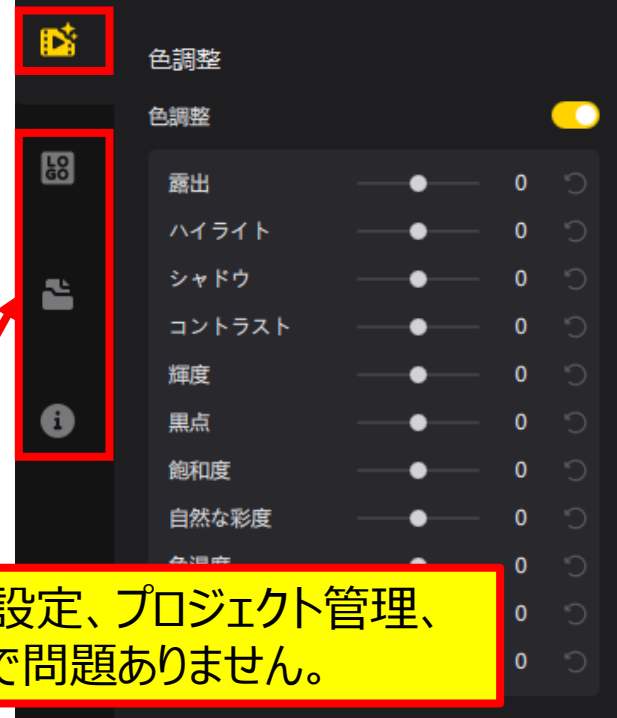 色調整
色調整
LO
GO
露出 0
ハイライト 0
シャドウ 0
コントラスト 0
輝度 0
黒点 0
飽和度 0
自然な彩度 0
0
0
0
設定、プロジェクト管理、
で問題ありません。